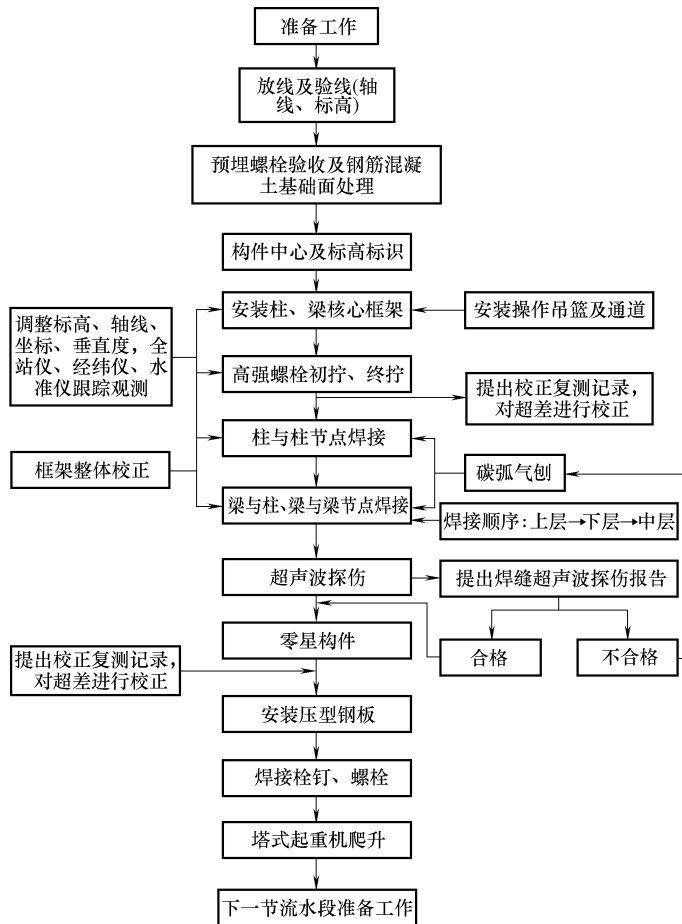 准备工作
放线及验线(轴
线、标高)
预埋螺栓验收及钢筋混凝
土基础面处理
构件中心及标高标识
调整标高、轴线、
坐标、垂直度，全
站仪、经纬仪、水
准仪跟踪观测
安装柱、梁核心框架
安装操作吊篮及通道
高强螺栓初拧、终拧
提出校正复测记录，
对超差进行校正
柱与柱节点焊接
框架整体校正
碳弧气刨
梁与柱、梁与梁节点焊接
焊接顺序：上层→下层→中层
超声波探伤
提出焊缝超声波探伤报告
零星构件
合格
不合格
提出校正复测记录，
对超差进行校正
安装压型钢板
焊接栓钉、螺栓
塔式起重机爬升
下一节流水段准备工作